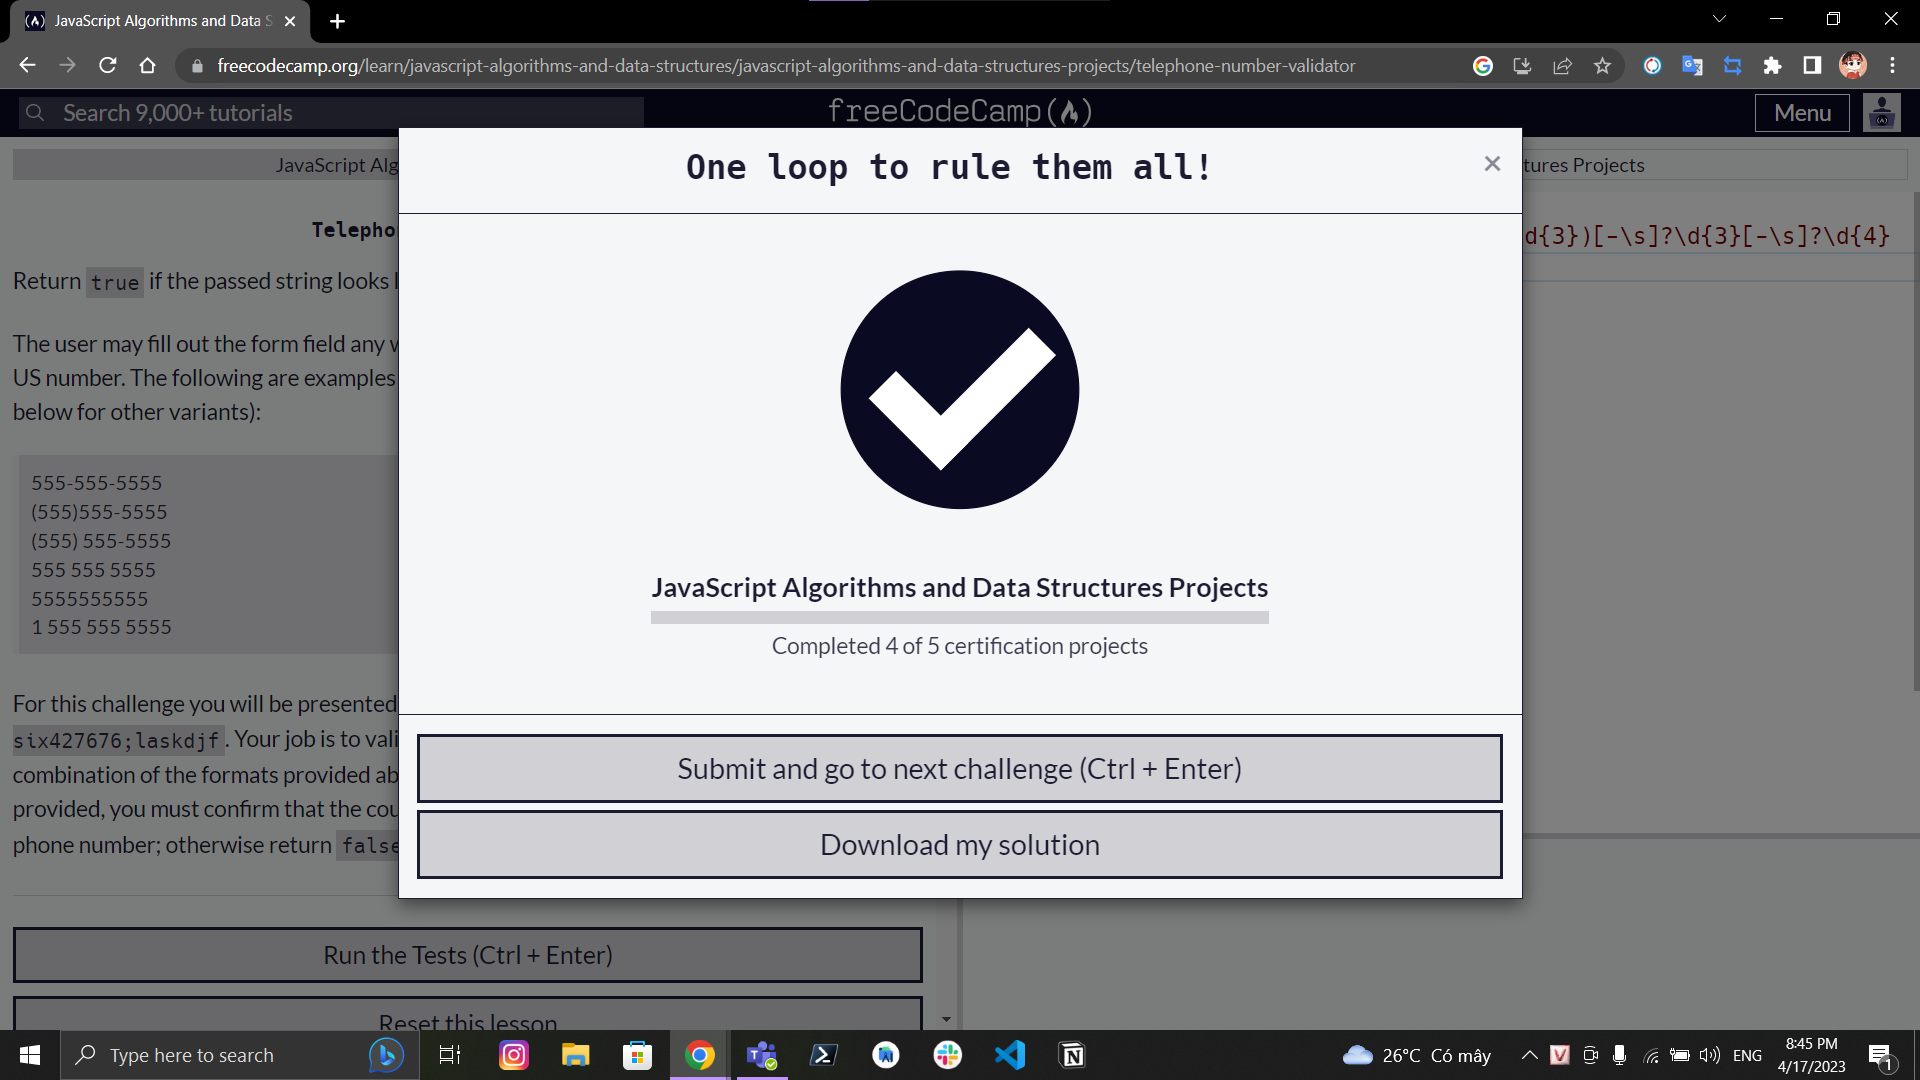 JavaScript Algorithms and Data S
freecodecamp.org/learn/javascript-algorithms-and-data-structures/javascript-algorithms-and-data-structures-projects/telephone-number-validator
Search 9,000+ tutorials
freeCodeCamp(🔥)
Menu
JavaScript Alg
tures Projects
One loop to rule them all!
×
Telepho
d{3})[-\s]?\d{3}[-\s]?\d{4}
Return true if the passed string looks l
The user may fill out the form field any w
US number. The following are examples
below for other variants):
555-555-5555
(555)555-5555
(555) 555-5555
555 555 5555
5555555555
1 555 555 5555
JavaScript Algorithms and Data Structures Projects
Completed 4 of 5 certification projects
For this challenge you will be presented
six427676;laskdjf. Your job is to vali
combination of the formats provided ab
provided, you must confirm that the cou
phone number; otherwise return false
Submit and go to next challenge (Ctrl + Enter)
Download my solution
Run the Tests (Ctrl + Enter)
Reset this lesson
Type here to search
26°C Có mây
ENG
8:45 PM
4/17/2023
1